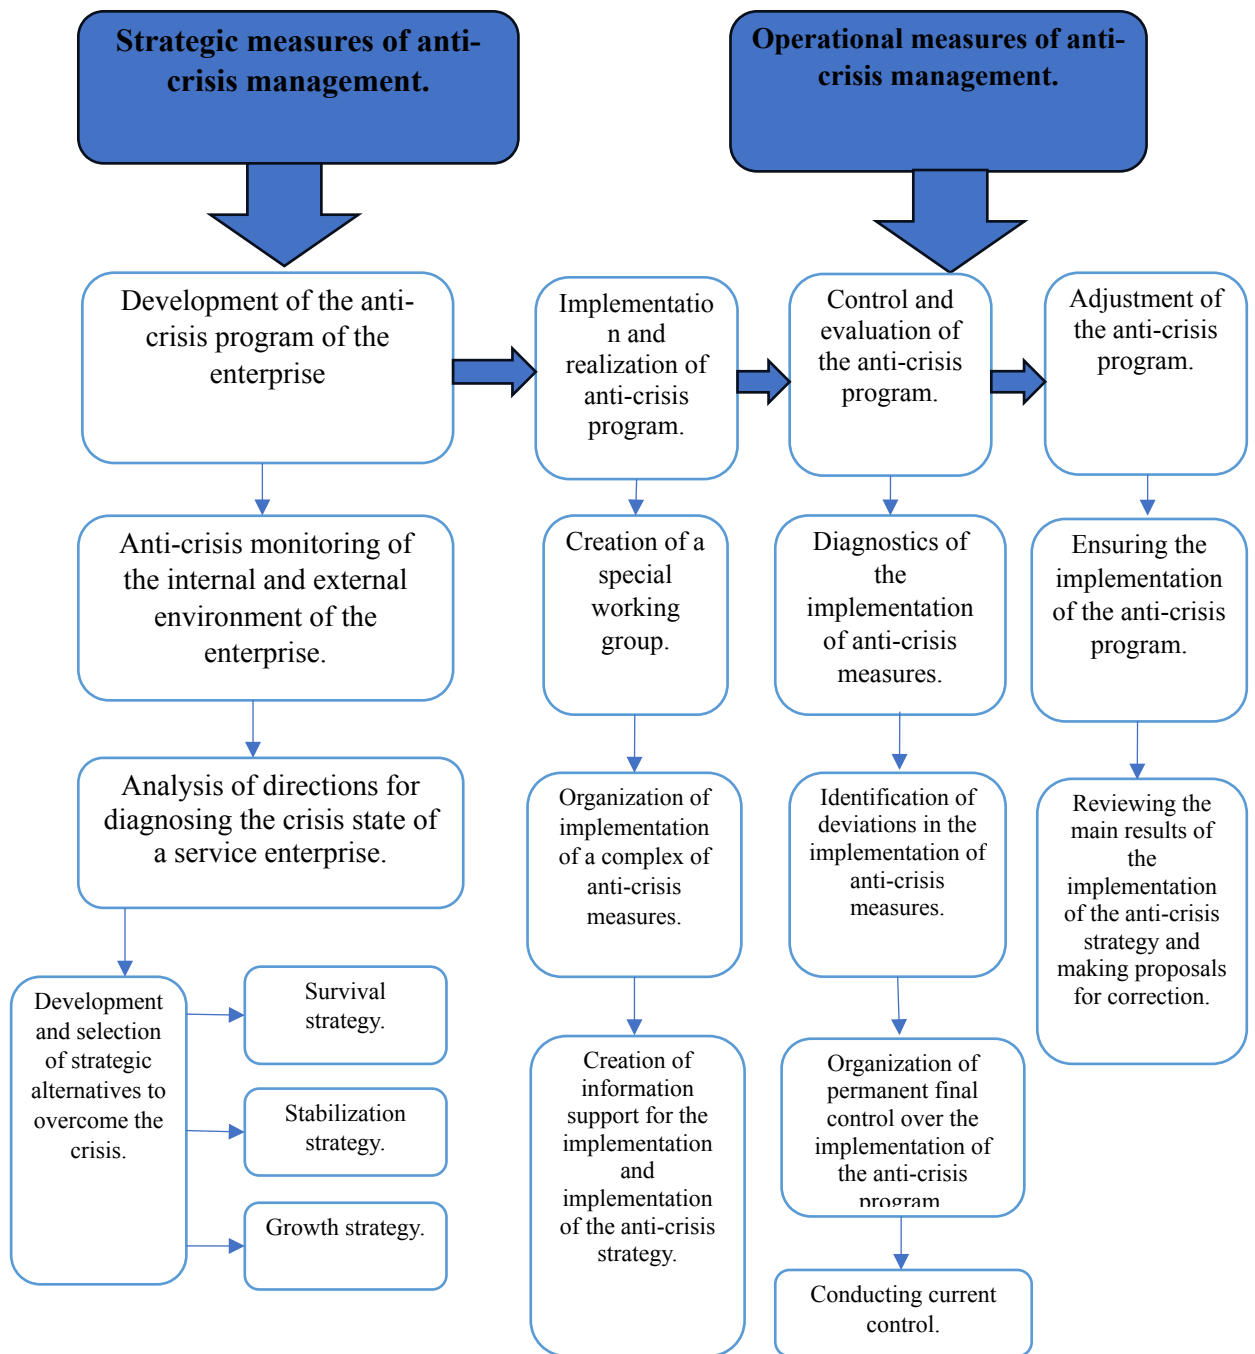 Strategic measures of anti-
crisis management.
Operational measures of anti-
crisis management.
Development of the anti-
crisis program of the
enterprise
Implementatio
n and
realization of
anti-crisis
program.
Control and
evaluation of
the anti-crisis
program.
Adjustment of
the anti-crisis
program.
Anti-crisis monitoring of
the internal and external
environment of the
enterprise.
Creation of a
special
working
group.
Diagnostics of
the
implementation
of anti-crisis
measures.
Ensuring the
implementation
of the anti-crisis
program.
Analysis of directions for
diagnosing the crisis state of
a service enterprise.
Organization of
implementation
of a complex of
anti-crisis
measures.
Identification of
deviations in the
implementation of
anti-crisis
measures.
Reviewing the
main results of
the
implementation
of the anti-crisis
strategy and
making proposals
for correction.
Development
and selection
of strategic
alternatives to
overcome the
crisis.
Survival
strategy.
Stabilization
strategy.
Growth strategy.
Creation of
information
support for the
implementation
and
implementation
of the anti-crisis
strategy.
Organization of
permanent final
control over the
implementation of
the anti-crisis
program
Conducting current
control.